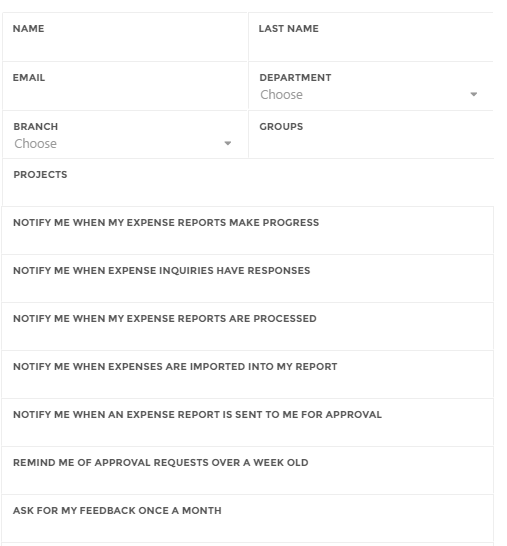 NAME
LAST NAME
EMAIL
DEPARTMENT
Choose
BRANCH
Choose
GROUPS
PROJECTS
NOTIFY ME WHEN MY EXPENSE REPORTS MAKE PROGRESS
NOTIFY ME WHEN EXPENSE INQUIRIES HAVE RESPONSES
NOTIFY ME WHEN MY EXPENSE REPORTS ARE PROCESSED
NOTIFY ME WHEN EXPENSES ARE IMPORTED INTO MY REPORT
NOTIFY ME WHEN AN EXPENSE REPORT IS SENT TO ME FOR APPROVAL
REMIND ME OF APPROVAL REQUESTS OVER A WEEK OLD
ASK FOR MY FEEDBACK ONCE A MONTH